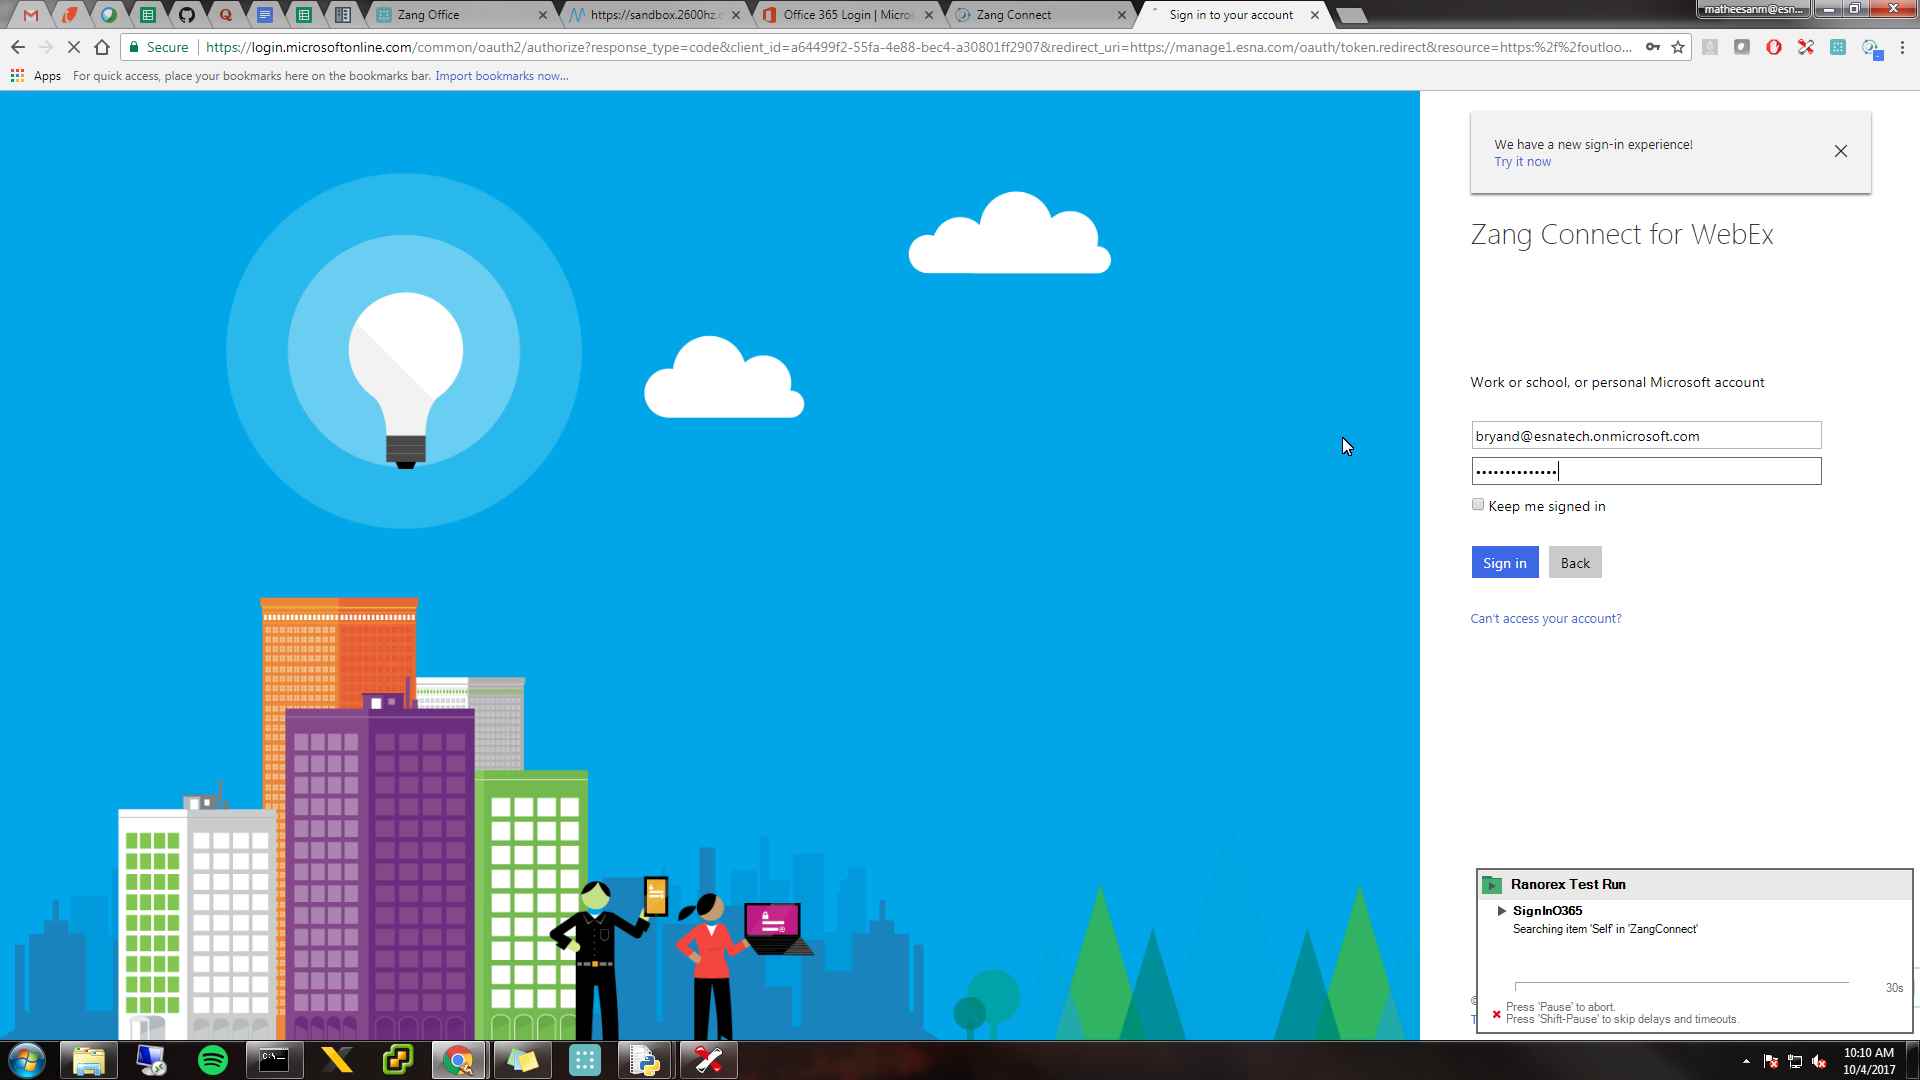 Zang Office
https://sandbox.2600hz.c
Office 365 Login | Micros
Zang Connect
Sign in to your account
matheesanm@esn...
Secure
https://login.microsoftonline.com/common/oauth2/authorize?response_type=code&client_id=a64499f2-55fa-4e88-bec4-a30801ff2907&redirect_uri=https://manage1.esna.com/oauth/token.redirect&resource=https:%2f%2foutloo...
Apps
For quick access, place your bookmarks here on the bookmarks bar. Import bookmarks now...
We have a new sign-in experience!
Try it now
Zang Connect for WebEx
Work or school, or personal Microsoft account
bryand@esnatech.onmicrosoft.com
••••••••••••••
Keep me signed in
Sign in
Back
Can't access your account?
Ranorex Test Run
SignInO365
Searching item 'Self' in 'ZangConnect'
30s
Press 'Pause' to abort.
Press 'Shift-Pause' to skip delays and timeouts.
C:\_
10:10 AM
10/4/2017